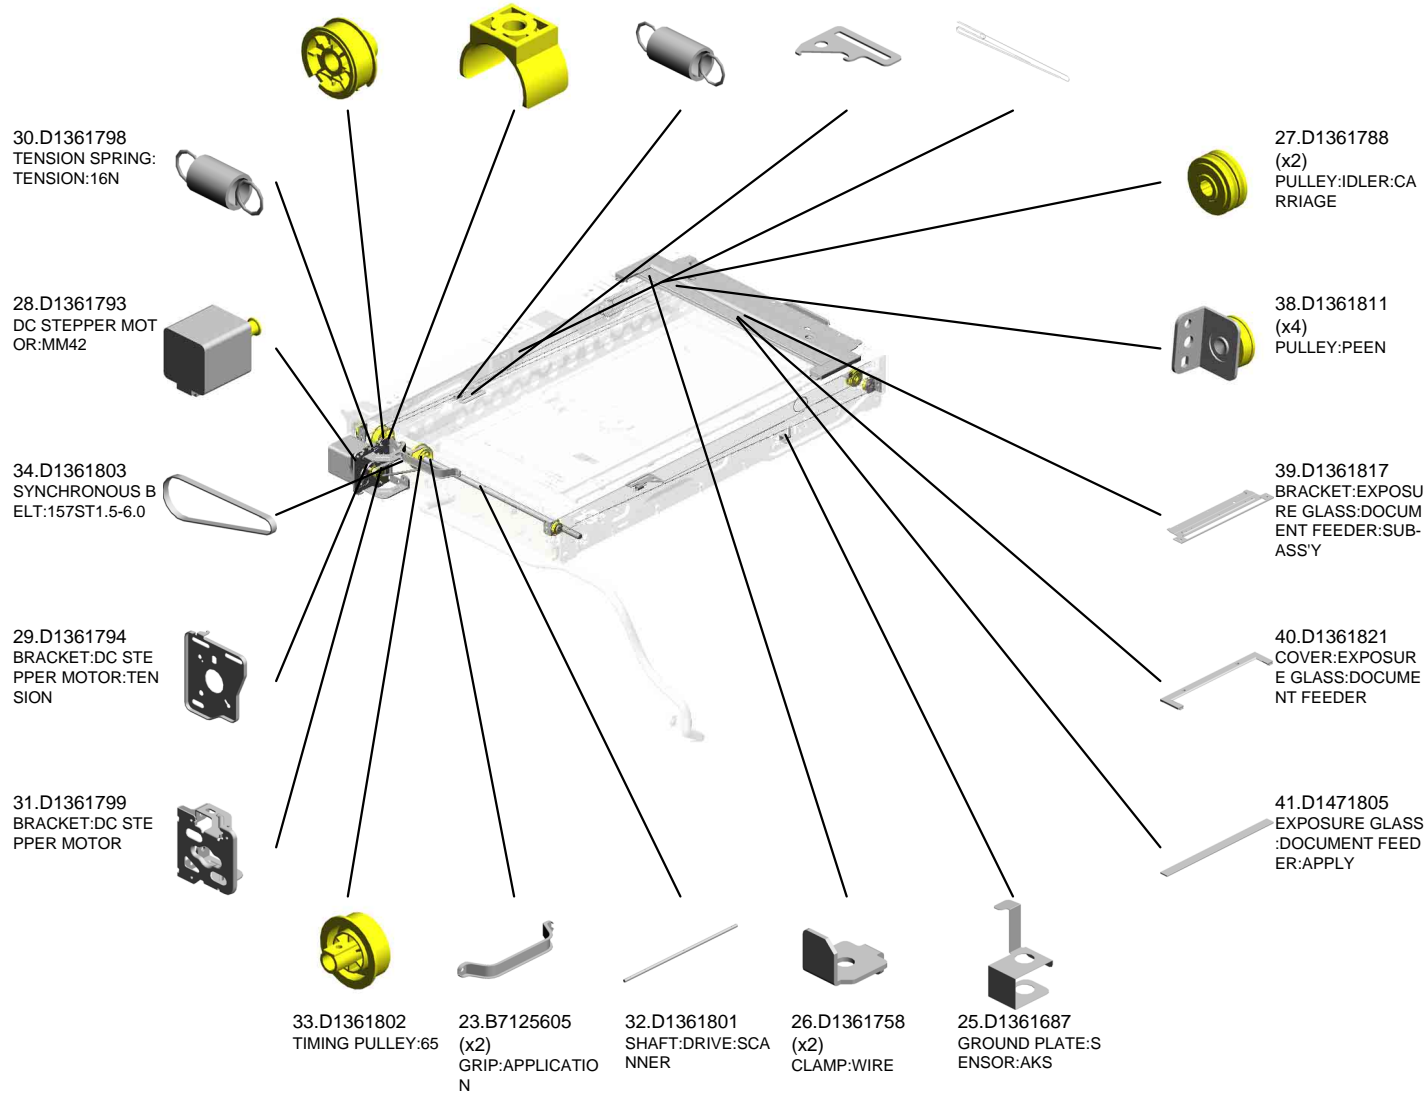 30.D1361798
TENSION SPRING:
TENSION:16N
28.D1361793
DC STEPPER MOT
OR:MM42
34.D1361803
SYNCHRONOUS B
ELT:157ST1.5-6.0
29.D1361794
BRACKET:DC STE
PPER MOTOR:TEN
SION
31.D1361799
BRACKET:DC STE
PPER MOTOR
33.D1361802
TIMING PULLEY:65
23.B7125605
(x2)
GRIP:APPLICATIO
N
32.D1361801
SHAFT:DRIVE:SCA
NNER
26.D1361758
(x2)
CLAMP:WIRE
25.D1361687
GROUND PLATE:S
ENSOR:AKS
27.D1361788
(x2)
PULLEY:IDLER:CA
RRIAGE
38.D1361811
(x4)
PULLEY:PEEN
39.D1361817
BRACKET:EXPOSU
RE GLASS:DOCUM
ENT FEEDER:SUB-
ASS'Y
40.D1361821
COVER:EXPOSUR
E GLASS:DOCUME
NT FEEDER
41.D1471805
EXPOSURE GLASS
:DOCUMENT FEED
ER:APPLY